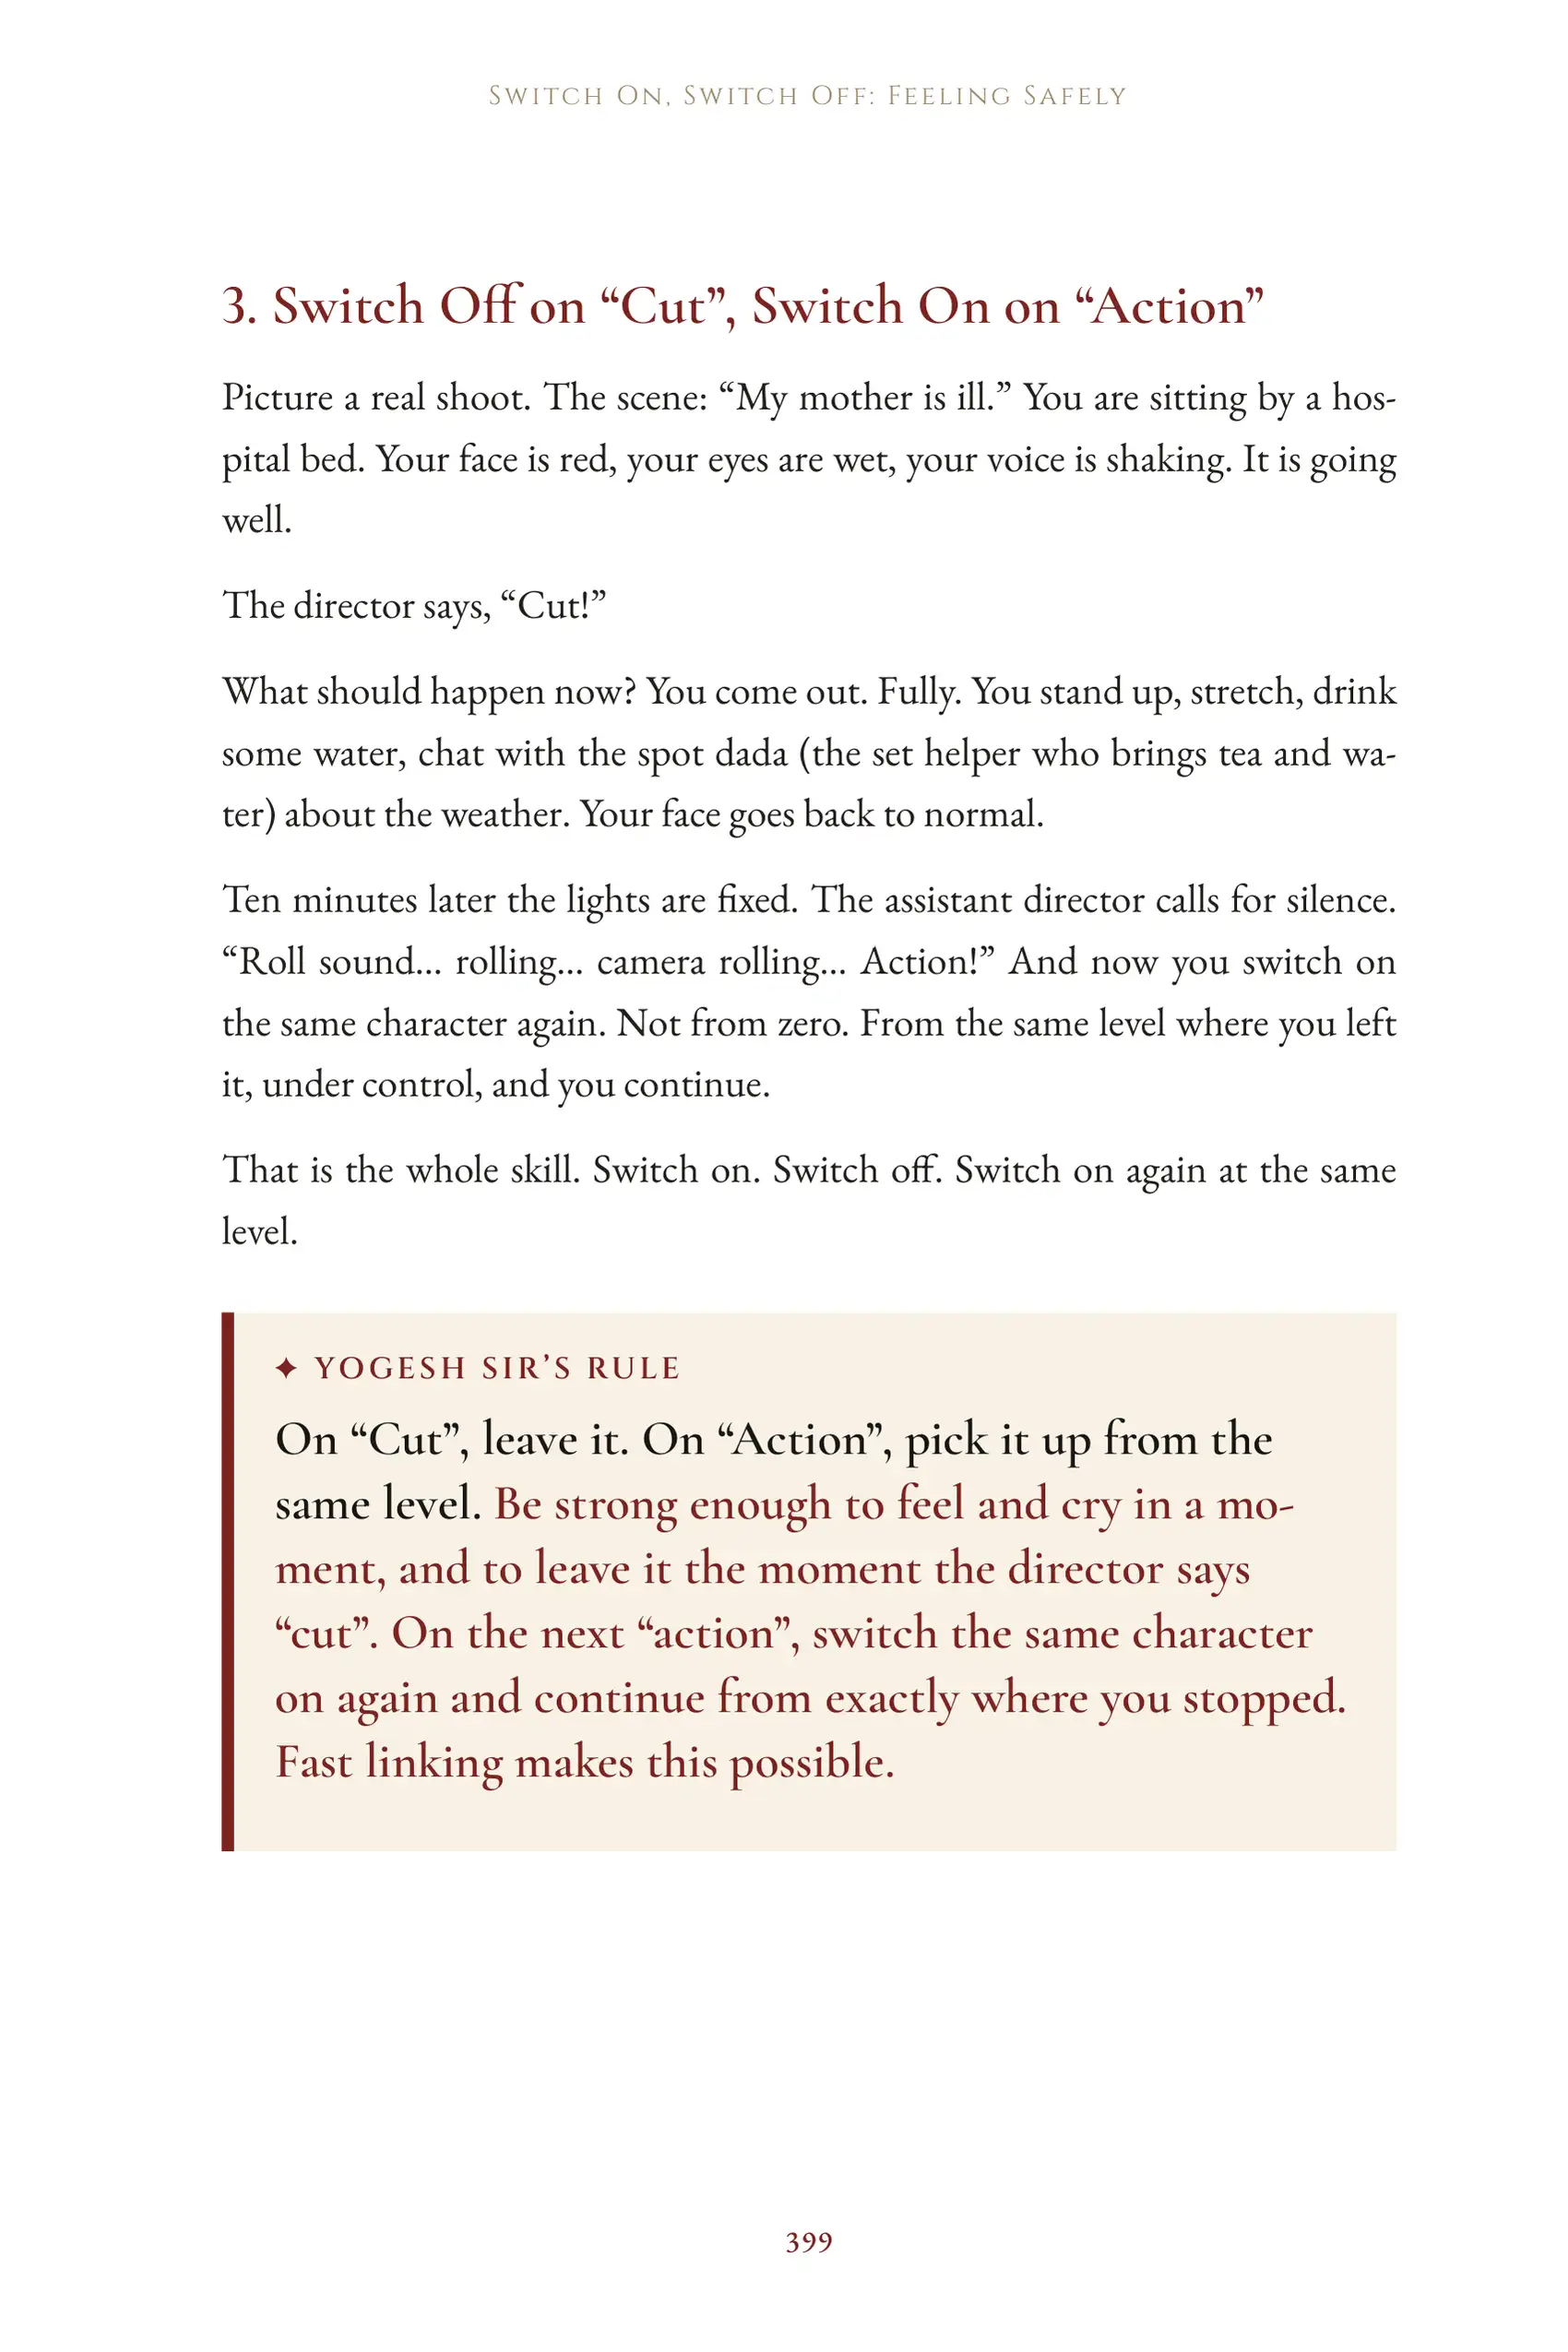 Switch On, Switch Off: Feeling Safely
3. Switch Off on “Cut”, Switch On on “Action”
Picture a real shoot. The scene: “My mother is ill.” You are sitting by a hos-
pital bed. Your face is red, your eyes are wet, your voice is shaking. It is going
well.
The director says, “Cut!”
What should happen now? You come out. Fully. You stand up, stretch, drink
some water, chat with the spot dada (the set helper who brings tea and wa-
ter) about the weather. Your face goes back to normal.
Ten minutes later the lights are fixed. The assistant director calls for silence.
“Roll sound... rolling... camera rolling... Action!” And now you switch on
the same character again. Not from zero. From the same level where you left
it, under control, and you continue.
That is the whole skill. Switch on. Switch off. Switch on again at the same
level.
✦ YOGESH SIR’S RULE
On “Cut”, leave it. On “Action”, pick it up from the
same level. Be strong enough to feel and cry in a mo-
ment, and to leave it the moment the director says
“cut”. On the next “action”, switch the same character
on again and continue from exactly where you stopped.
Fast linking makes this possible.
399